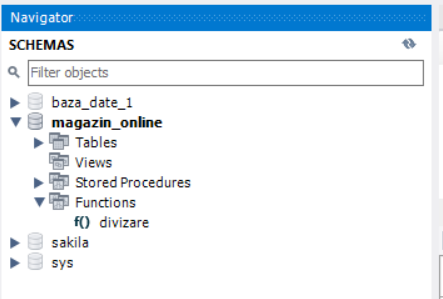 Navigator
SCHEMAS
Filter objects
baza_date_1
magazin_online
Tables
Views
Stored Procedures
Functions
f() divizare
sakila
sys